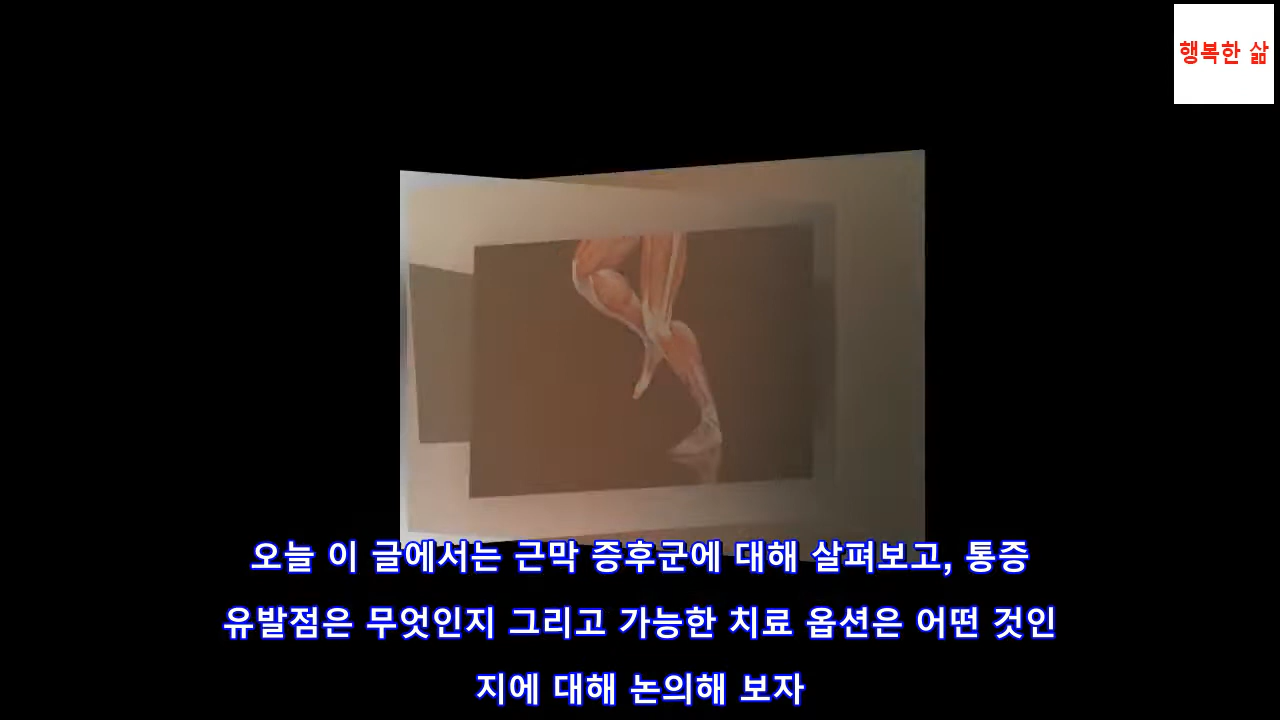 행복한 삶
오늘 이 글에서는 근막 증후군에 대해 살펴보고, 통증
유발점은 무엇인지 그리고 가능한 치료 옵션은 어떤 것인
지에 대해 논의해 보자